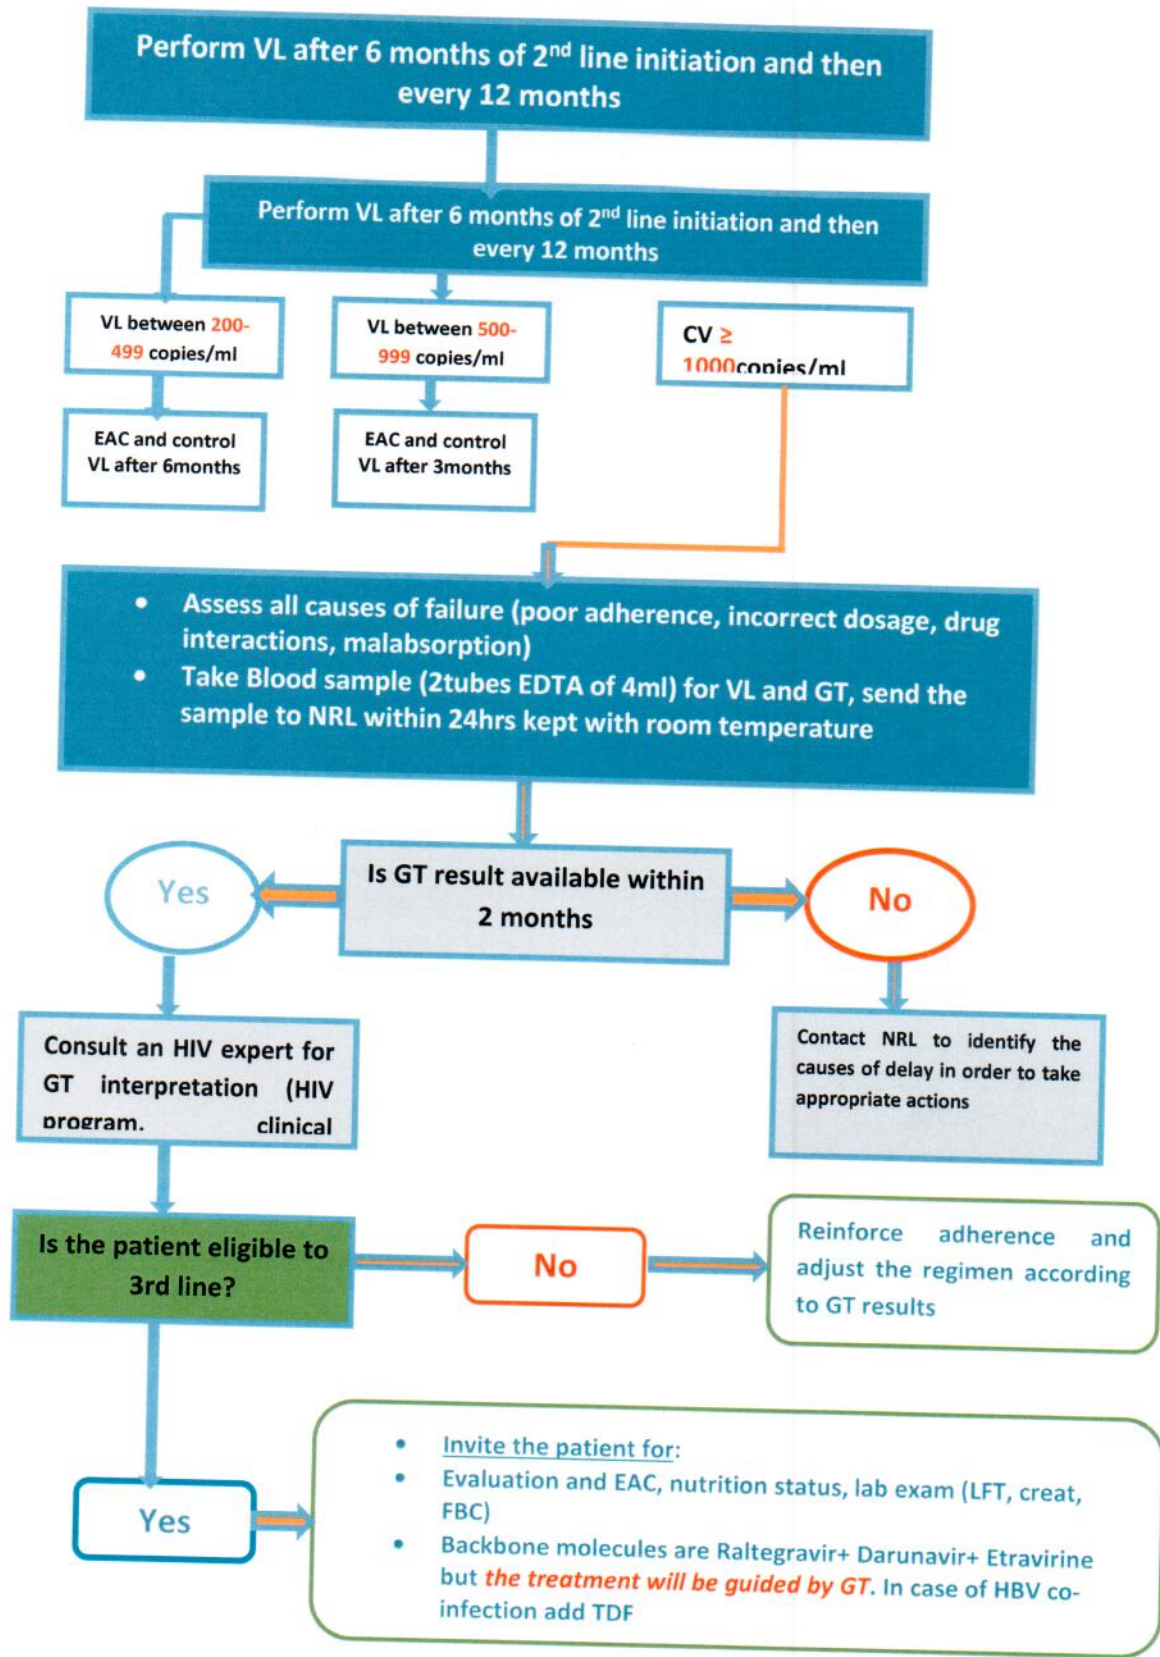 Perform VL after 6 months of 2nd line initiation and then
every 12 months
Perform VL after 6 months of 2nd line initiation and then
every 12 months
VL between 200-
499 copies/ml
VL between 500-
999 copies/ml
CV ≥
1000copies/ml
EAC and control
VL after 6months
EAC and control
VL after 3months
• Assess all causes of failure (poor adherence, incorrect dosage, drug
interactions, malabsorption)
• Take Blood sample (2tubes EDTA of 4ml) for VL and GT, send the
sample to NRL within 24hrs kept with room temperature
Is GT result available within
2 months
Yes
No
Consult an HIV expert for
GT interpretation (HIV
program, clinical
Contact NRL to identify the
causes of delay in order to take
appropriate actions
Is the patient eligible to
3rd line?
No
Reinforce adherence and
adjust the regimen according
to GT results
Yes
• Invite the patient for:
• Evaluation and EAC, nutrition status, lab exam (LFT, creat,
FBC)
• Backbone molecules are Raltegravir+ Darunavir+ Etravirine
but the treatment will be guided by GT. In case of HBV co-
infection add TDF